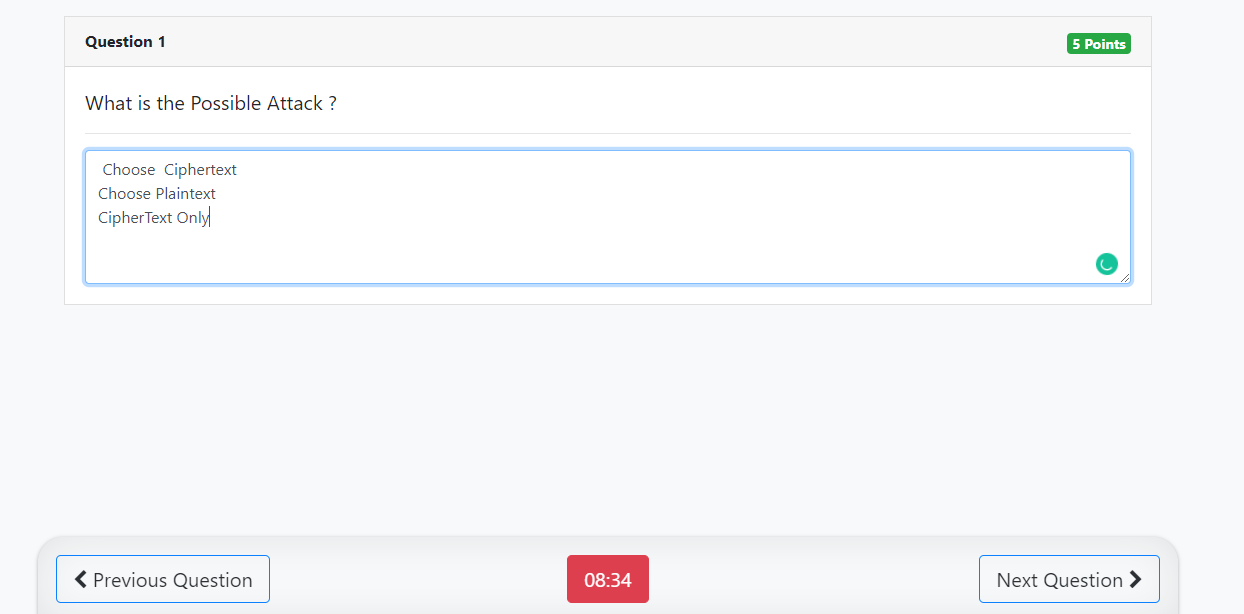 Question 1
5 Points
What is the Possible Attack ?
Choose  Ciphertext
Choose Plaintext
CipherText Only
Previous Question
08:34
Next Question